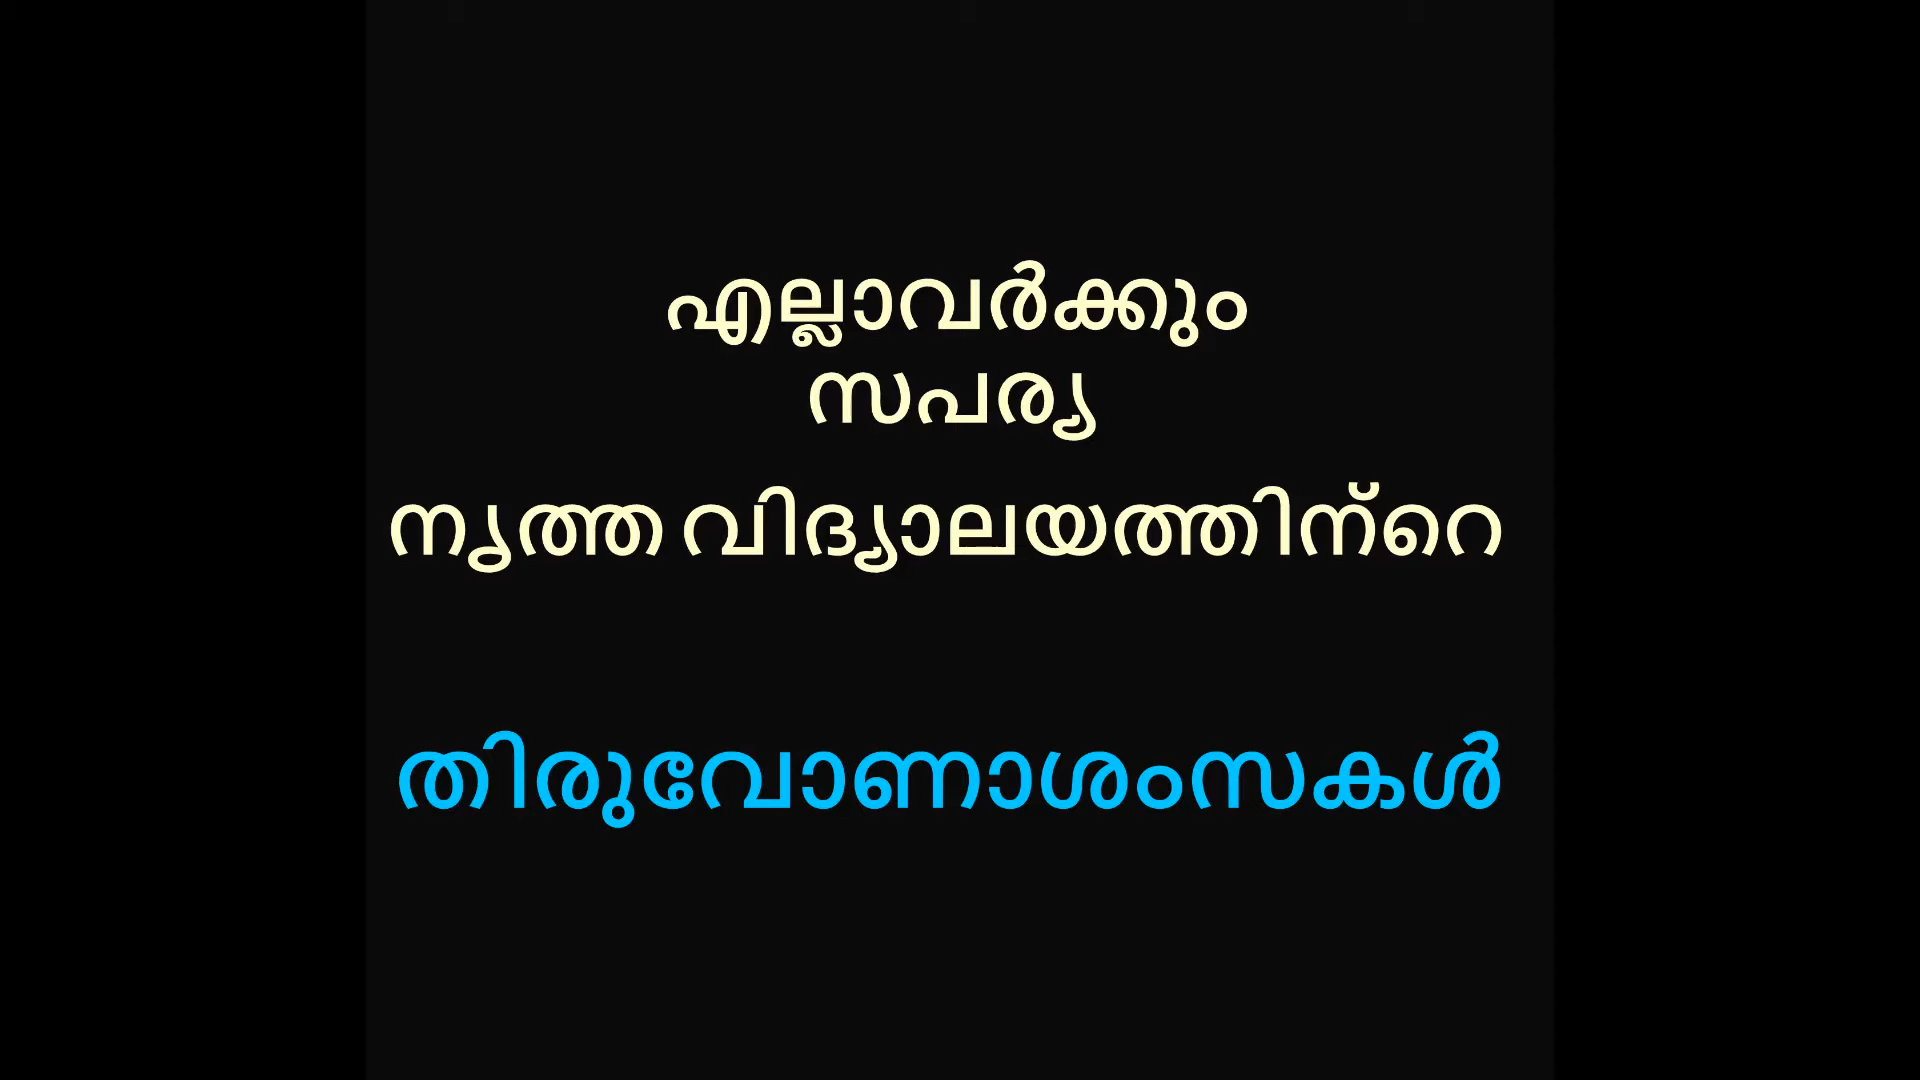 എല്ലാവർക്കും
സപര്യ
നൃത്ത വിദ്യാലയത്തിന്റെ
തിരുവോണാശംസകൾ